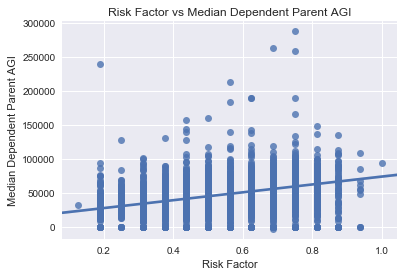 Risk Factor vs Median Dependent Parent AGI
Median Dependent Parent AGI
300000
250000
200000
150000
100000
50000
0
0.2 0.4 0.6 0.8 1.0
Risk Factor